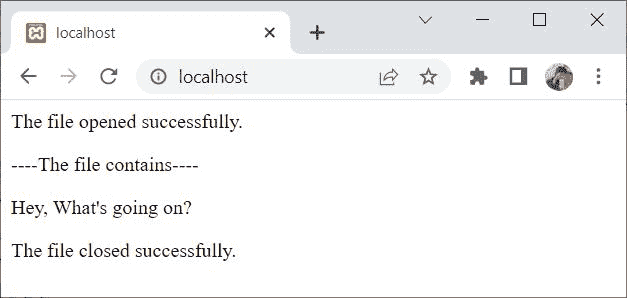 localhost
localhost
The file opened successfully.
----The file contains----
Hey, What's going on?
The file closed successfully.